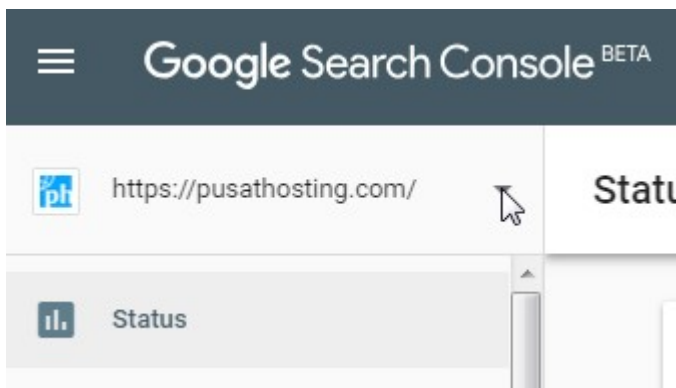 Google Search Console BETA
ph
https://pusathosting.com/
Statu
Status